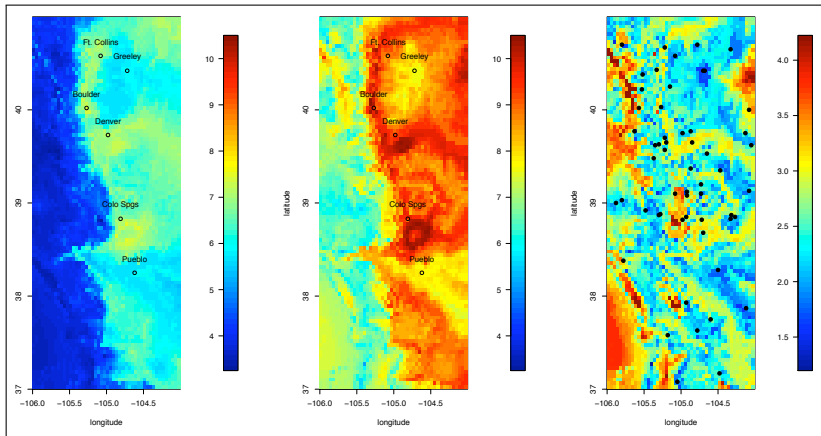 Ft. Collins
Greeley
Boulder
Denver
Colo Spgs
Pueblo
37
38
39
40
−106.0
−105.5
−105.0
−104.5
longitude
4
5
6
7
8
9
10
Ft. Collins
Greeley
Boulder
Denver
Colo Spgs
Pueblo
latitude
37
38
39
40
−106.0
−105.5
−105.0
−104.5
longitude
4
5
6
7
8
9
10
latitude
37
38
39
40
−106.0
−105.5
−105.0
−104.5
longitude
1.5
2.0
2.5
3.0
3.5
4.0